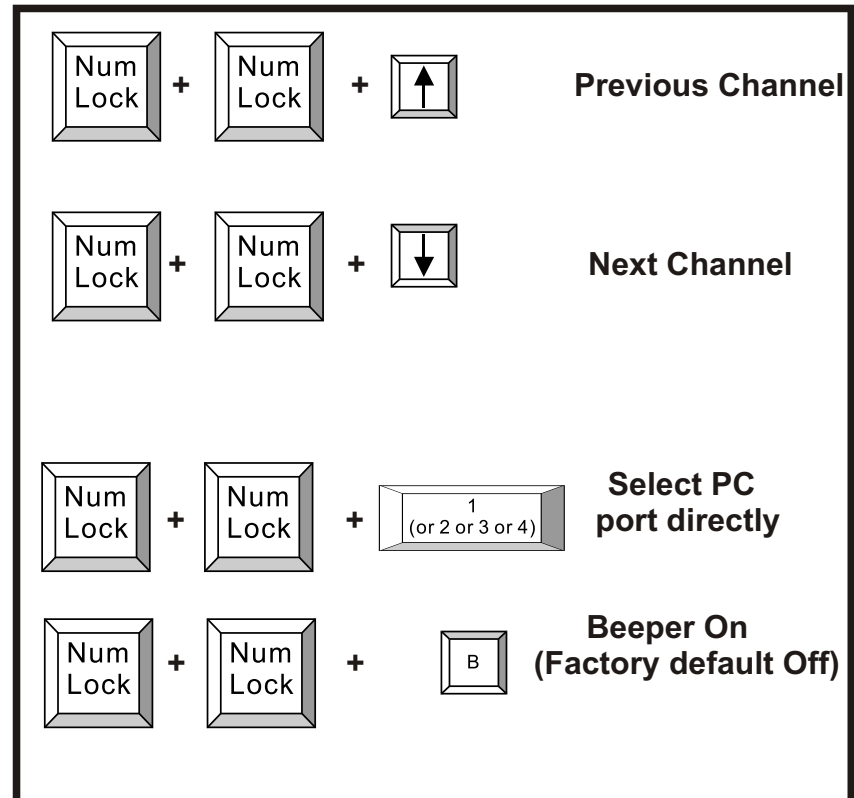 Num Lock + Num Lock + ↑ Previous Channel
Num Lock + Num Lock + ↓ Next Channel
Num Lock + Num Lock + 1 (or 2 or 3 or 4) Select PC port directly
Num Lock + Num Lock + B Beeper On (Factory default Off)